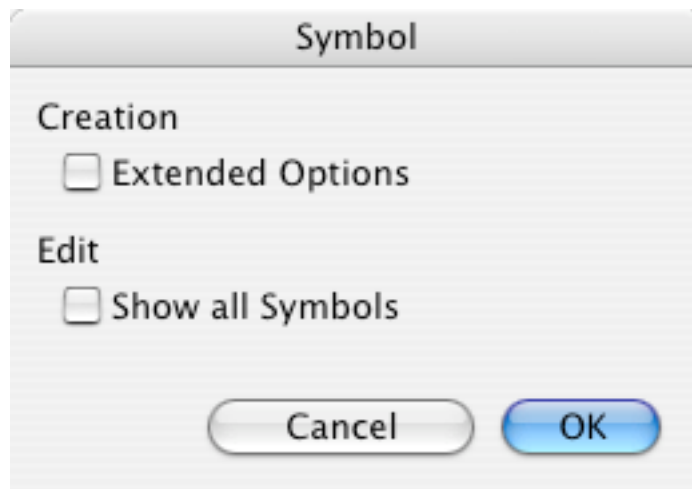 Symbol
Creation
Extended Options
Edit
Show all Symbols
Cancel OK